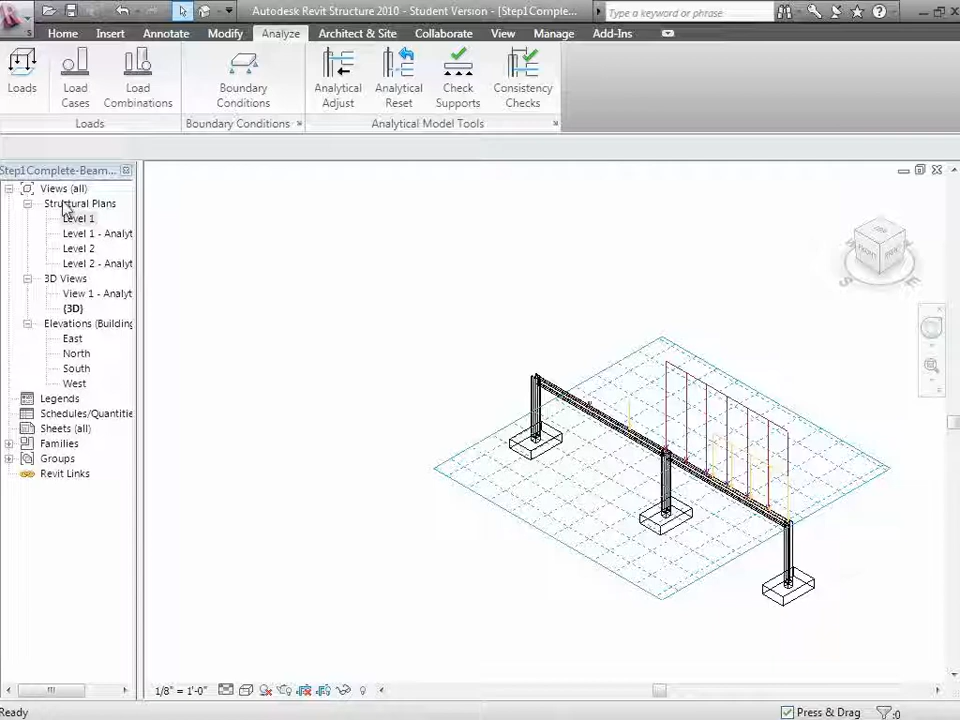 Autodesk Revit Structure 2010 - Student Version - [Step1Comple...
Type a keyword or phrase
Home Insert Annotate Modify Analyze Architect & Site Collaborate View Manage Add-Ins
Loads
Load Cases
Load Combinations
Boundary Conditions
Analytical Adjust
Analytical Reset
Check Supports
Consistency Checks
Loads
Boundary Conditions
Analytical Model Tools
Step1Complete-Beam...
Views (all)
Structural Plans
Level 1
Level 1 - Analyt
Level 2
Level 2 - Analyt
3D Views
View 1 - Analyt
{3D}
Elevations (Building
East
North
South
West
Legends
Schedules/Quantitie
Sheets (all)
Families
Groups
Revit Links
FRONT
S
E
1/8" = 1'-0"
Ready
Press & Drag
:0